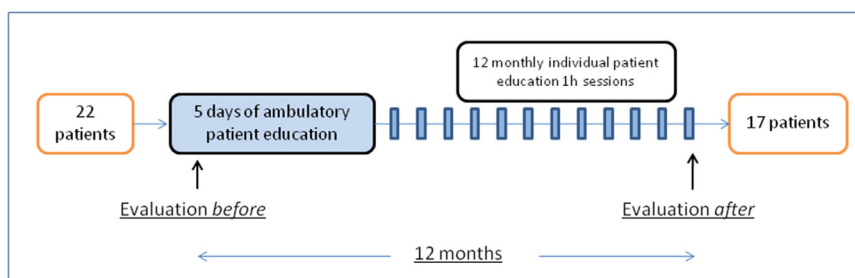 12 monthly individual patient
education 1h sessions
22
patients
5 days of ambulatory
patient education
17 patients
Evaluation before
Evaluation after
12 months